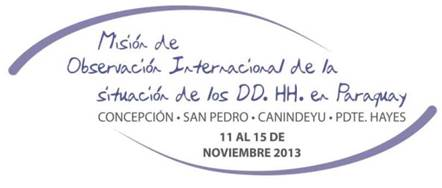 Misión de
Observación Internacional de la
situación de los DD. HH. en Paraguay
CONCEPCIÓN • SAN PEDRO • CANINDEYU • PDTE. HAYES
11 AL 15 DE
NOVIEMBRE 2013